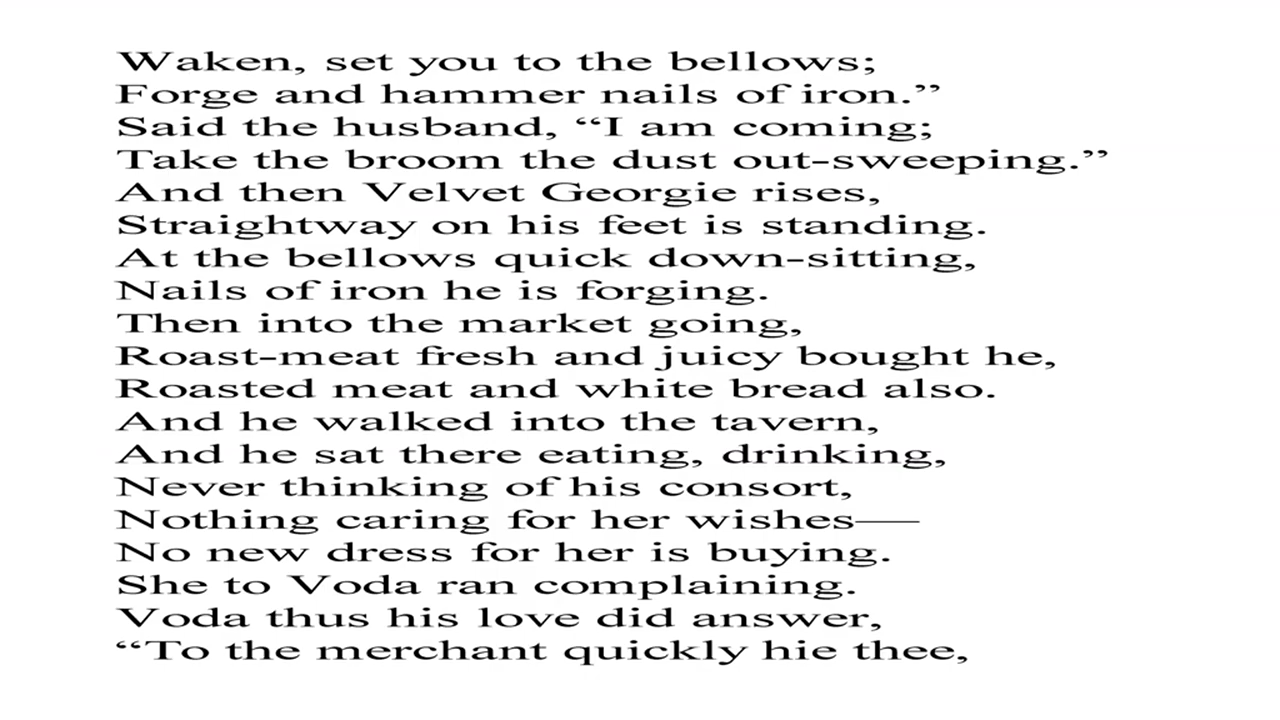 Waken, set you to the bellows;
Forge and hammer nails of iron.”
Said the husband, “I am coming;
Take the broom the dust out-sweeping.”
And then Velvet Georgie rises,
Straightway on his feet is standing.
At the bellows quick down-sitting,
Nails of iron he is forging.
Then into the market going,
Roast-meat fresh and juicy bought he,
Roasted meat and white bread also.
And he walked into the tavern,
And he sat there eating, drinking,
Never thinking of his consort,
Nothing caring for her wishes—
No new dress for her is buying.
She to Voda ran complaining.
Voda thus his love did answer,
“To the merchant quickly hie thee,